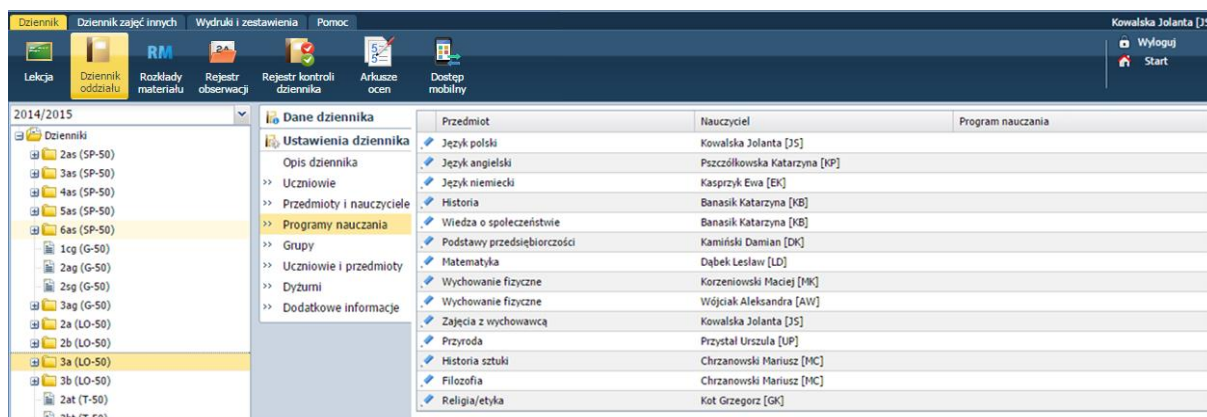 Dziennik Dziennik zajęć innych Wydruki i zestawienia Pomoc Kowalska Jolanta [JS
Wyloguj
Start
RM
Lekcja Dziennik oddziału Rozkłady materiału Rejestr obserwacji Rejestr kontroli dziennika Arkusze ocen Dostęp mobilny
2014/2015
Dzienniki
2as (SP-50)
3as (SP-50)
4as (SP-50)
5as (SP-50)
6as (SP-50)
1cg (G-50)
2ag (G-50)
2sg (G-50)
3ag (G-50)
2a (LO-50)
2b (LO-50)
3a (LO-50)
3b (LO-50)
2at (T-50)
Dane dziennika
Ustawienia dziennika
Opis dziennika
>> Uczniowie
>> Przedmioty i nauczyciele
>> Programy nauczania
>> Grupy
>> Uczniowie i przedmioty
>> Dyżurni
>> Dodatkowe informacje
Przedmiot Nauczyciel Program nauczania
Język polski Kowalska Jolanta [JS]
Język angielski Pszczółkowska Katarzyna [KP]
Język niemiecki Kasprzyk Ewa [EK]
Historia Banasik Katarzyna [KB]
Wiedza o społeczeństwie Banasik Katarzyna [KB]
Podstawy przedsiębiorczości Kamiński Damian [DK]
Matematyka Dąbek Lesław [LD]
Wychowanie fizyczne Korzeniowski Maciej [MK]
Wychowanie fizyczne Wójciak Aleksandra [AW]
Zajęcia z wychowawcą Kowalska Jolanta [JS]
Przyroda Przystał Urszula [UP]
Historia sztuki Chrzanowski Mariusz [MC]
Filozofia Chrzanowski Mariusz [MC]
Religia/etyka Kot Grzegorz [GK]